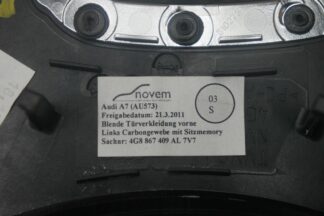 novem
03
S
Audi A7 (AU573)
Freigabedatum: 21.3.2011
Blende Türverkleidung vorne
Links Carbongewebe mit Sitzmemory
Sachnr: 4G8 867 409 AL 7V7